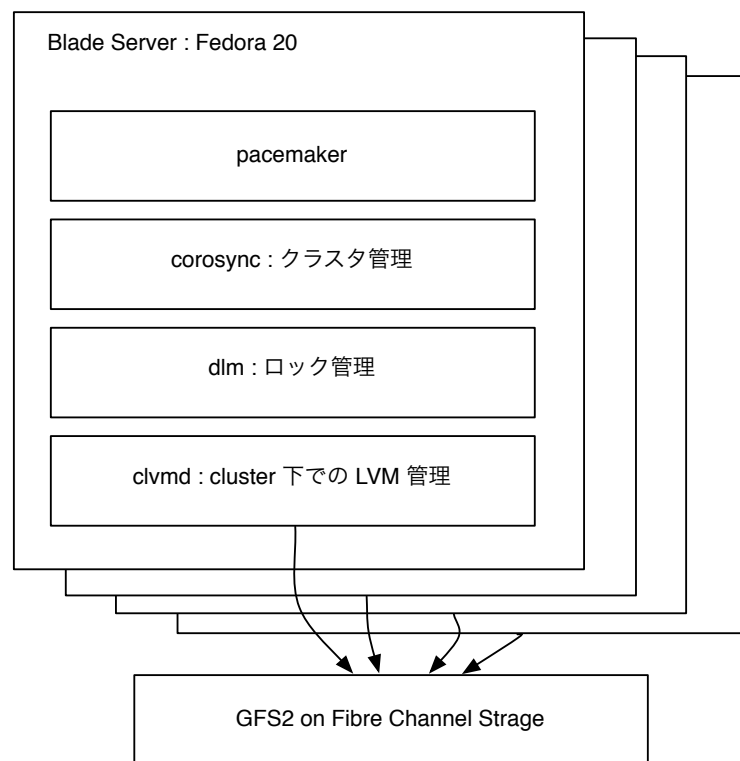 Blade Server : Fedora 20
pacemaker
corosync : クラスタ管理
dlm : ロック管理
clvmd : cluster 下での LVM 管理
GFS2 on Fibre Channel Strage